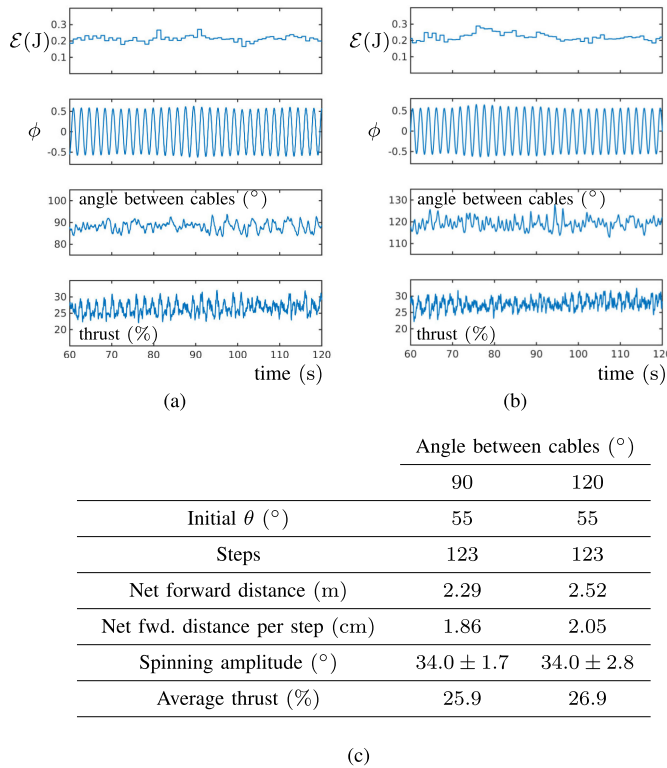 ℰ(J)
0.3
0.2
0.1
ϕ
0.5
0
-0.5
angle between cables (°)
100
90
80
30
25
20
thrust (%)
60 70 80 90 100 110 120
time (s)
(a)
ℰ(J)
0.3
0.2
0.1
ϕ
0.5
0
-0.5
angle between cables (°)
130
120
110
30
25
20
thrust (%)
60 70 80 90 100 110 120
time (s)
(b)
Angle between cables (°)
90 120
Initial θ (°) 55 55
Steps 123 123
Net forward distance (m) 2.29 2.52
Net fwd. distance per step (cm) 1.86 2.05
Spinning amplitude (°) 34.0 ± 1.7 34.0 ± 2.8
Average thrust (%) 25.9 26.9
(c)